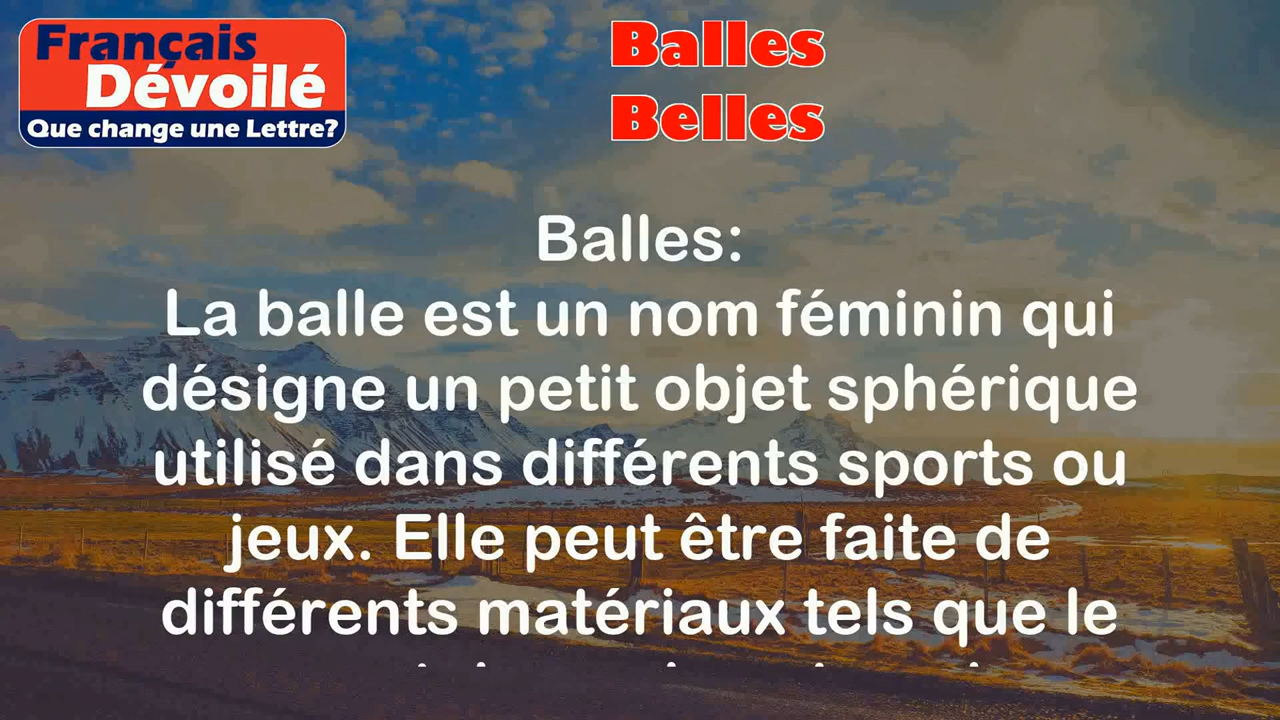 Français
Dévoilé
Que change une Lettre?
Balles
Belles
Balles:
La balle est un nom féminin qui
désigne un petit objet sphérique
utilisé dans différents sports ou
jeux. Elle peut être faite de
différents matériaux tels que le